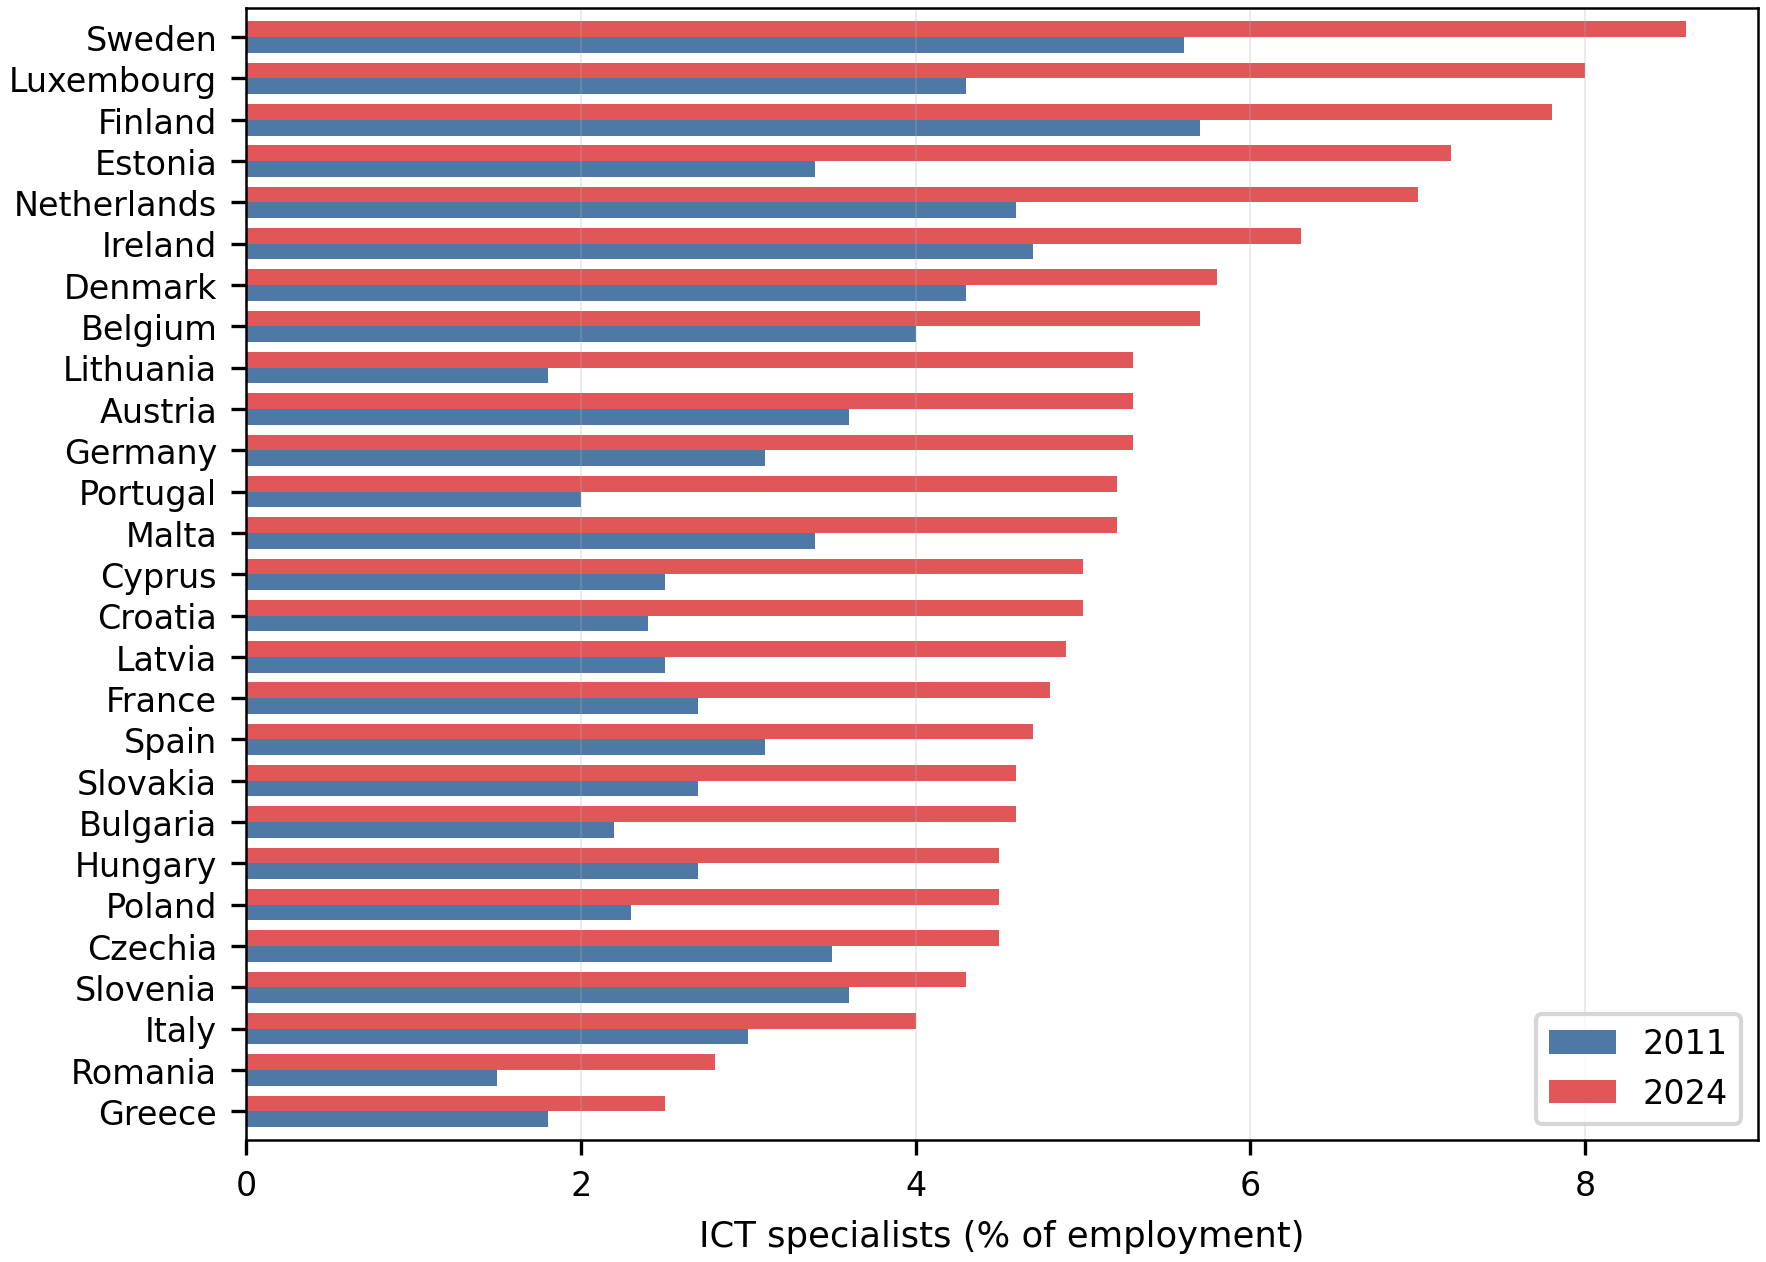 Sweden
Luxembourg
Finland
Estonia
Netherlands
Ireland
Denmark
Belgium
Lithuania
Austria
Germany
Portugal
Malta
Cyprus
Croatia
Latvia
France
Spain
Slovakia
Bulgaria
Hungary
Poland
Czechia
Slovenia
Italy
Romania
Greece
2011
2024
0 2 4 6 8
ICT specialists (% of employment)